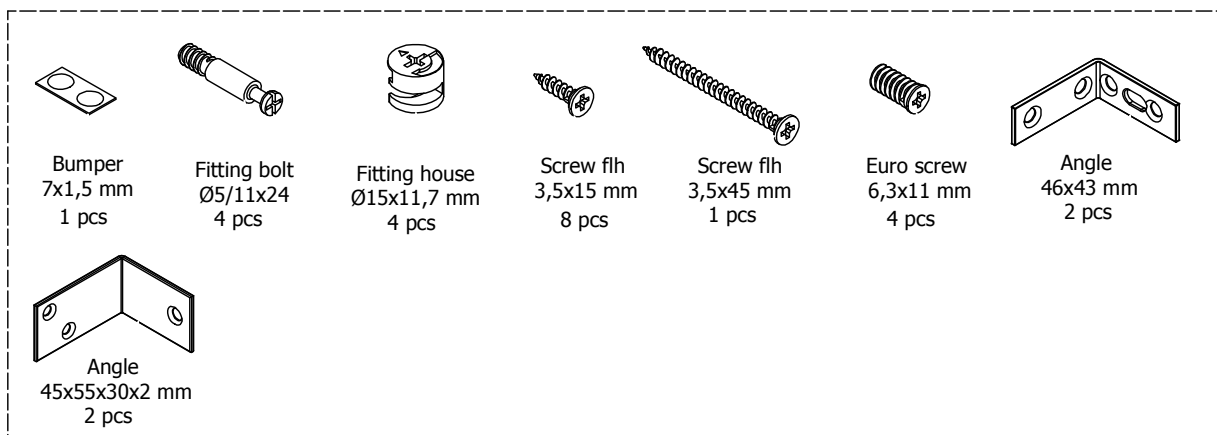 Bumper
7x1,5 mm
1 pcs
Fitting bolt
Ø5/11x24
4 pcs
Fitting house
Ø15x11,7 mm
4 pcs
Screw flh
3,5x15 mm
8 pcs
Screw flh
3,5x45 mm
1 pcs
Euro screw
6,3x11 mm
4 pcs
Angle
46x43 mm
2 pcs
Angle
45x55x30x2 mm
2 pcs